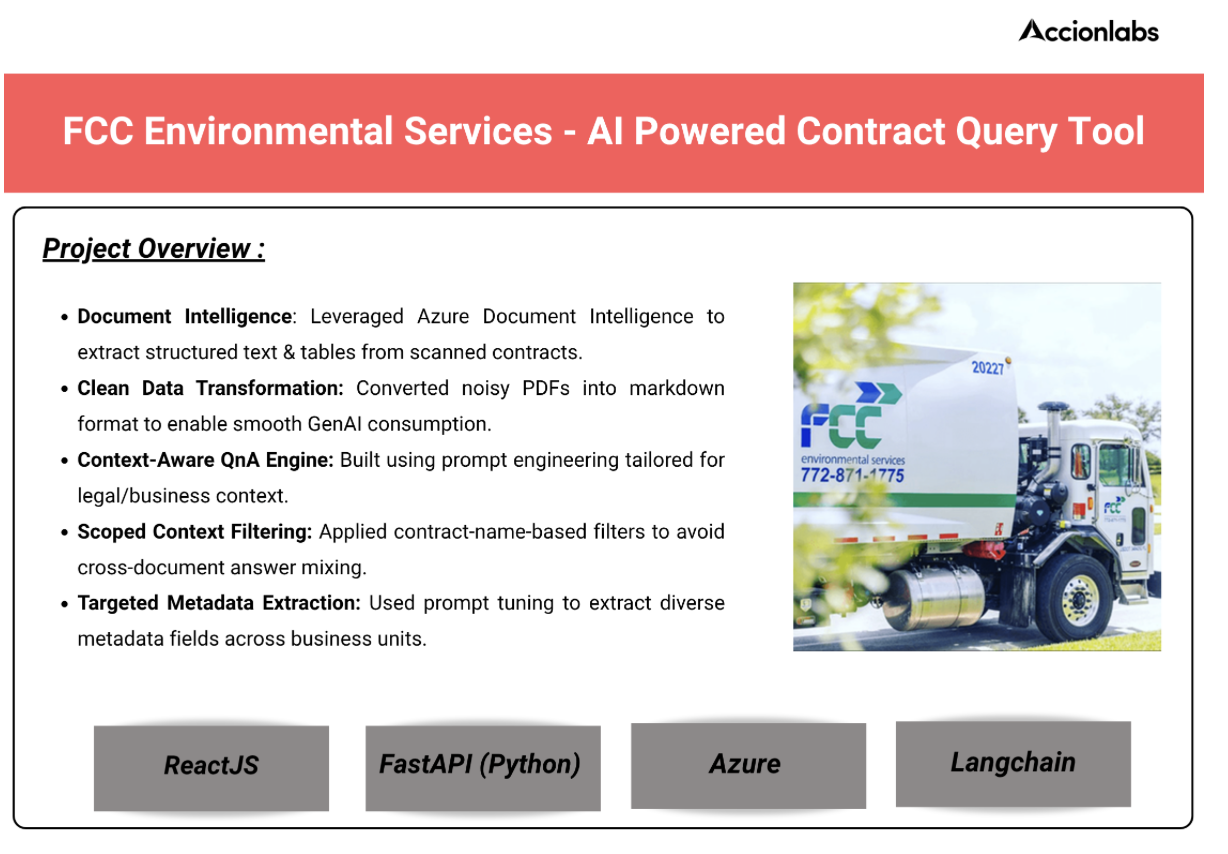 Accionlabs
FCC Environmental Services - AI Powered Contract Query Tool
Project Overview :
• Document Intelligence: Leveraged Azure Document Intelligence to
extract structured text & tables from scanned contracts.
• Clean Data Transformation: Converted noisy PDFs into markdown
format to enable smooth GenAI consumption.
• Context-Aware QnA Engine: Built using prompt engineering tailored for
legal/business context.
• Scoped Context Filtering: Applied contract-name-based filters to avoid
cross-document answer mixing.
• Targeted Metadata Extraction: Used prompt tuning to extract diverse
metadata fields across business units.
20227
FCC
environmental services
772-871-1775
FCC
ReactJS
FastAPI (Python)
Azure
Langchain